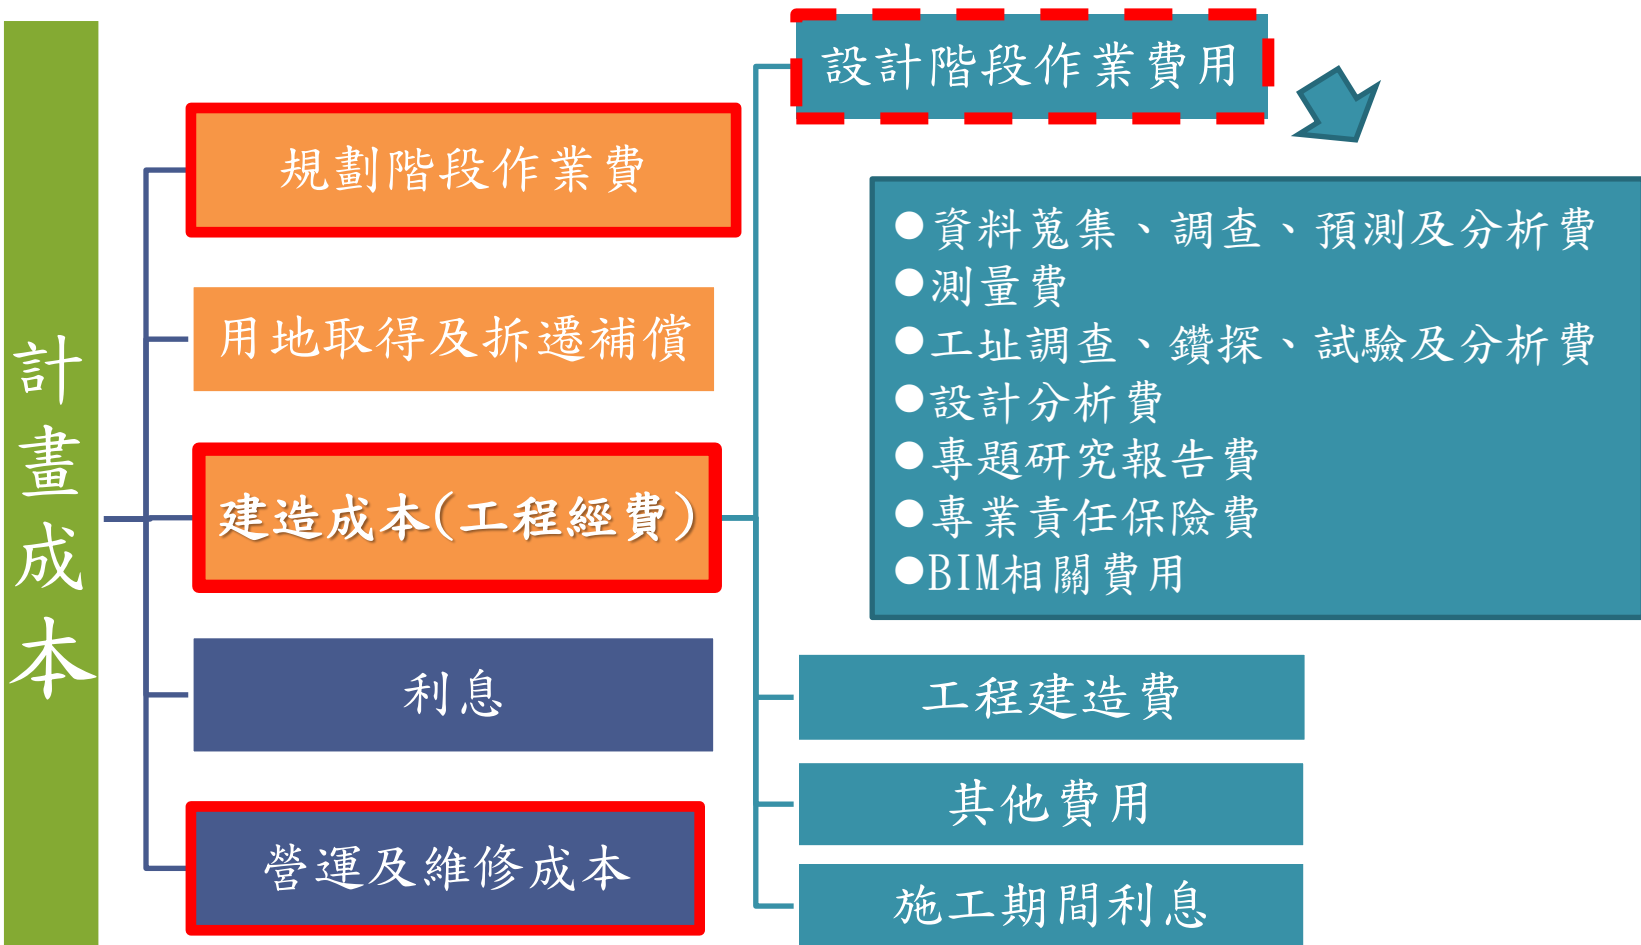 計畫成本
規劃階段作業費
用地取得及拆遷補償
建造成本(工程經費)
利息
營運及維修成本
設計階段作業費用
●資料蒐集、調查、預測及分析費
●測量費
●工址調查、鑽探、試驗及分析費
●設計分析費
●專題研究報告費
●專業責任保險費
●BIM相關費用
工程建造費
其他費用
施工期間利息